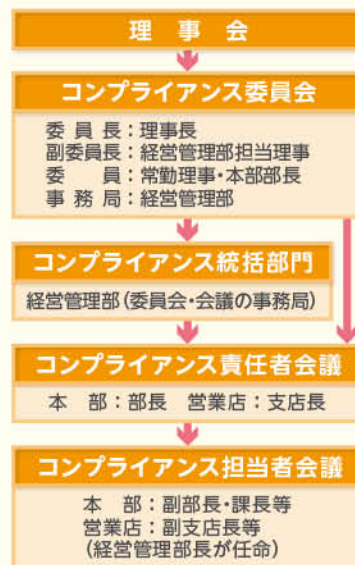 理事会
コンプライアンス委員会
委員長：理事長
副委員長：経営管理部担当理事
委員：常勤理事・本部部長
事務局：経営管理部
コンプライアンス統括部門
経営管理部(委員会・会議の事務局)
コンプライアンス責任者会議
本部：部長 営業店：支店長
コンプライアンス担当者会議
本部：副部長・課長等
営業店：副支店長等
(経営管理部長が任命)